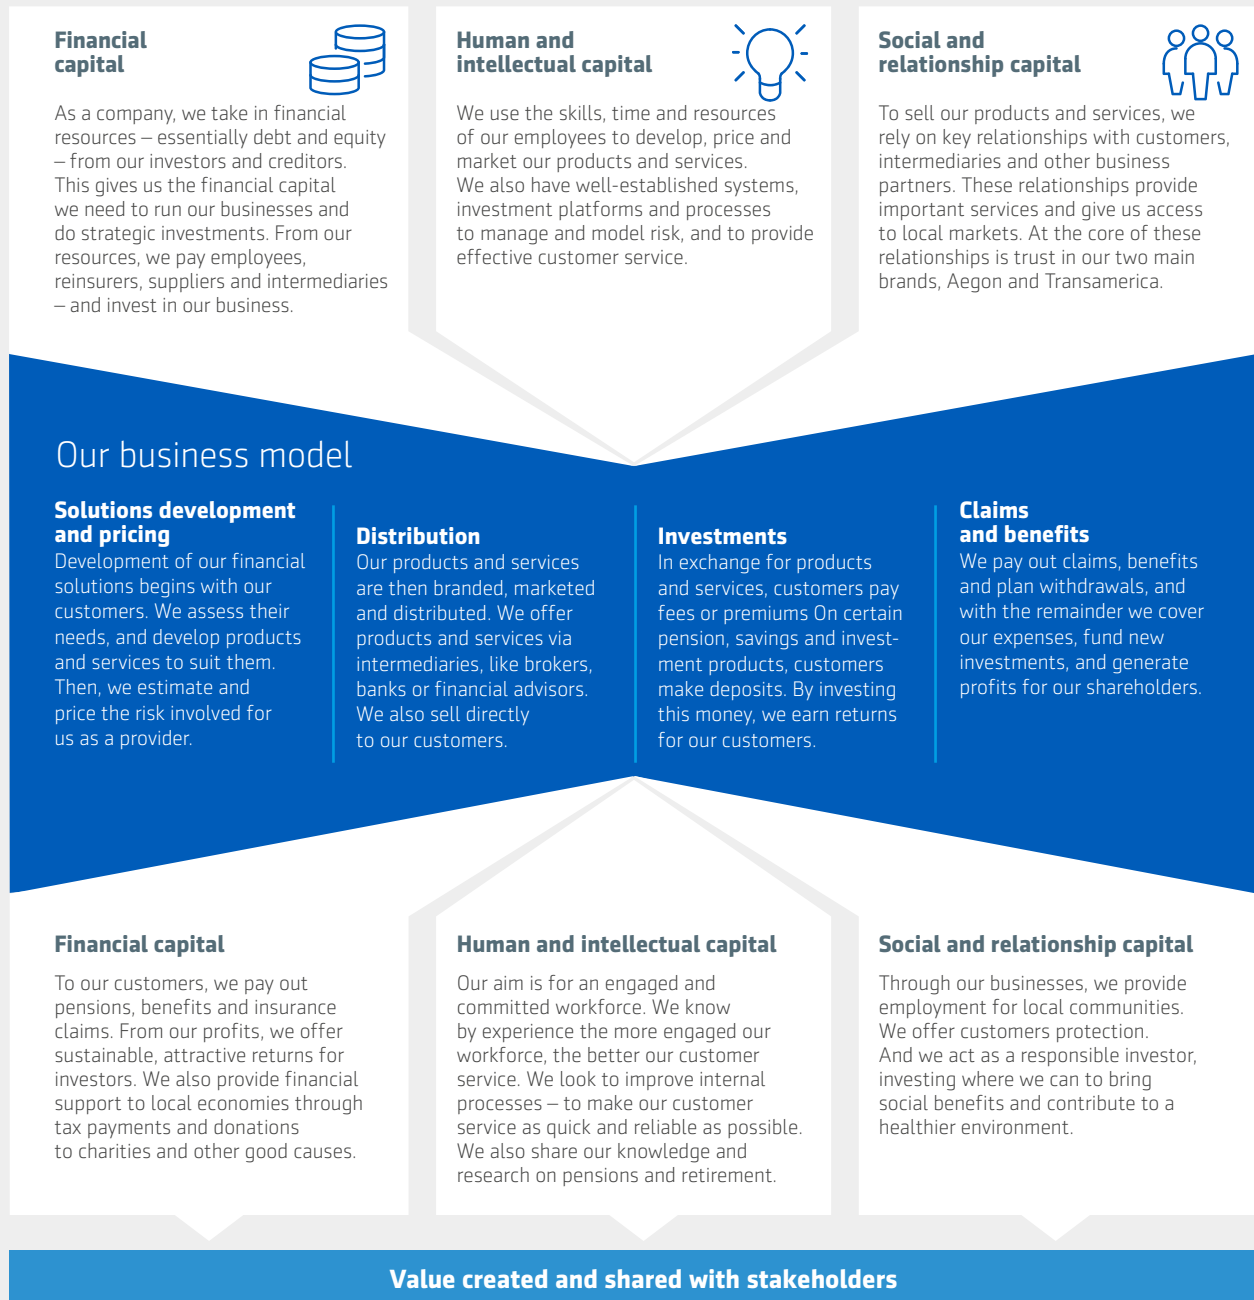 Financial
capital
As a company, we take in financial
resources – essentially debt and equity
– from our investors and creditors.
This gives us the financial capital
we need to run our businesses and
do strategic investments. From our
resources, we pay employees,
reinsurers, suppliers and intermediaries
– and invest in our business.
Human and
intellectual capital
We use the skills, time and resources
of our employees to develop, price and
market our products and services.
We also have well-established systems,
investment platforms and processes
to manage and model risk, and to provide
effective customer service.
Social and
relationship capital
To sell our products and services, we
rely on key relationships with customers,
intermediaries and other business
partners. These relationships provide
important services and give us access
to local markets. At the core of these
relationships is trust in our two main
brands, Aegon and Transamerica.
Our business model
Solutions development
and pricing
Development of our financial
solutions begins with our
customers. We assess their
needs, and develop products
and services to suit them.
Then, we estimate and
price the risk involved for
us as a provider.
Distribution
Our products and services
are then branded, marketed
and distributed. We offer
products and services via
intermediaries, like brokers,
banks or financial advisors.
We also sell directly
to our customers.
Investments
In exchange for products
and services, customers pay
fees or premiums On certain
pension, savings and invest-
ment products, customers
make deposits. By investing
this money, we earn returns
for our customers.
Claims
and benefits
We pay out claims, benefits
and plan withdrawals, and
with the remainder we cover
our expenses, fund new
investments, and generate
profits for our shareholders.
Financial capital
To our customers, we pay out
pensions, benefits and insurance
claims. From our profits, we offer
sustainable, attractive returns for
investors. We also provide financial
support to local economies through
tax payments and donations
to charities and other good causes.
Human and intellectual capital
Our aim is for an engaged and
committed workforce. We know
by experience the more engaged our
workforce, the better our customer
service. We look to improve internal
processes – to make our customer
service as quick and reliable as possible.
We also share our knowledge and
research on pensions and retirement.
Social and relationship capital
Through our businesses, we provide
employment for local communities.
We offer customers protection.
And we act as a responsible investor,
investing where we can to bring
social benefits and contribute to a
healthier environment.
Value created and shared with stakeholders